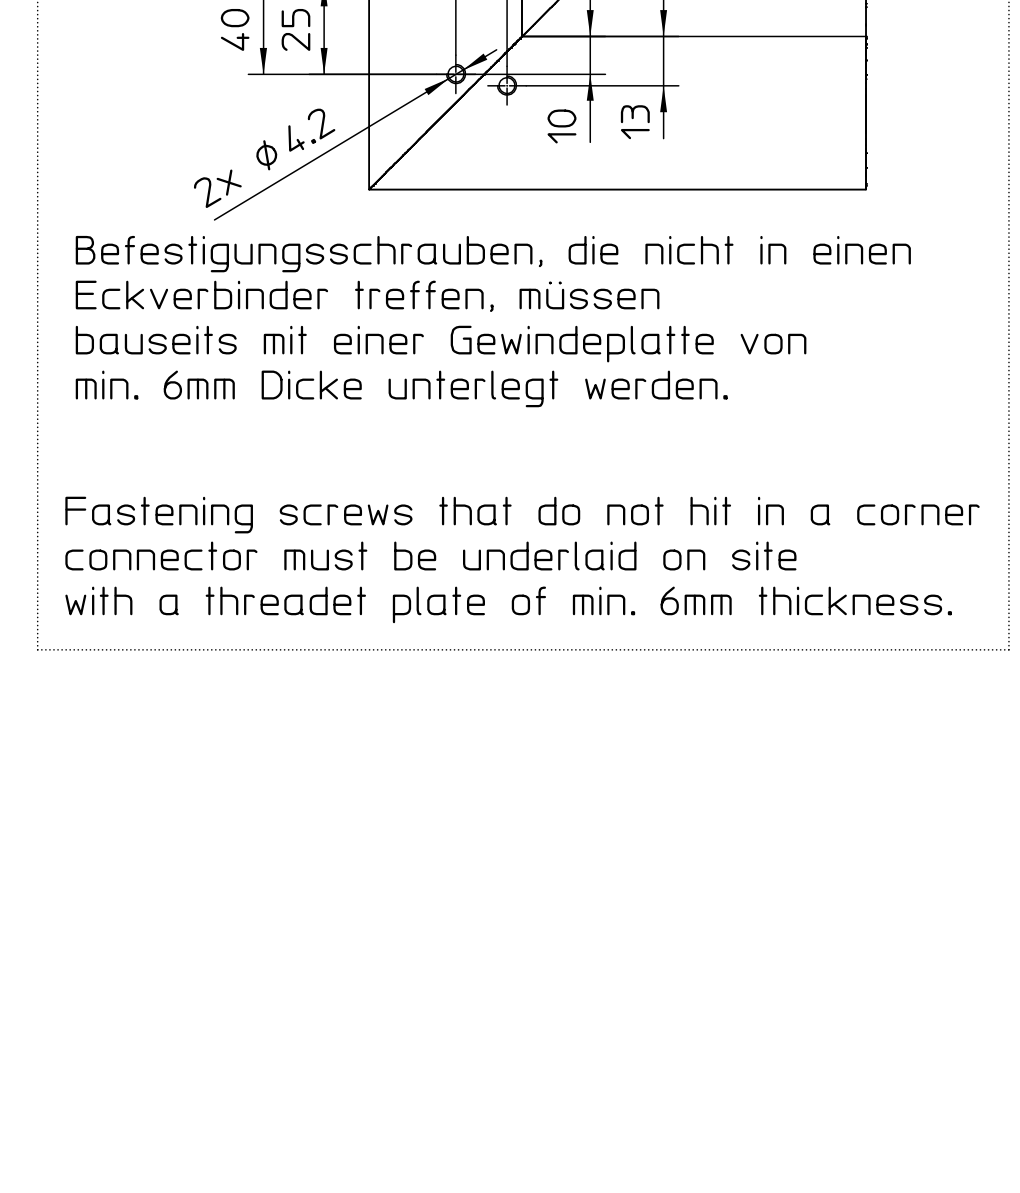 40
25
10
13
2x ϕ 4.2
Befestigungsschrauben, die nicht in einen
Eckverbinder treffen, müssen
bauseits mit einer Gewindeplatte von
min. 6mm Dicke unterlegt werden.
Fastening screws that do not hit in a corner
connector must be underlaid on site
with a threadet plate of min. 6mm thickness.